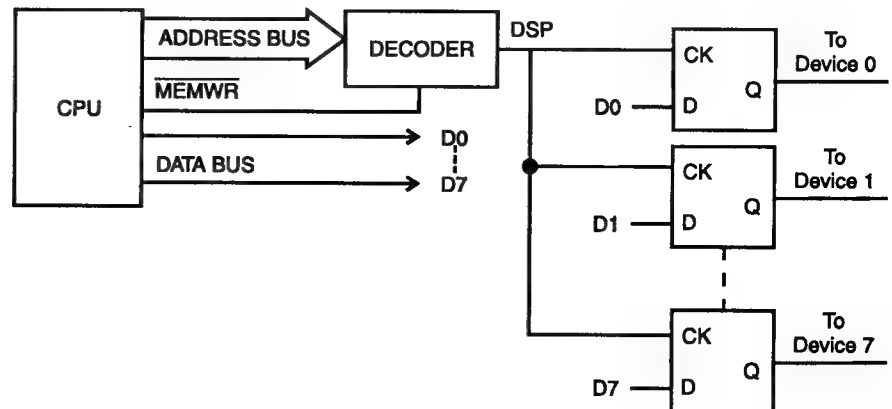 CPU
ADDRESS BUS
DECODER
DSP
MEMWR
D0
D7
DATA BUS
CK
D0
D
Q
To
Device 0
CK
D1
D
Q
To
Device 1
CK
D7
D
Q
To
Device 7